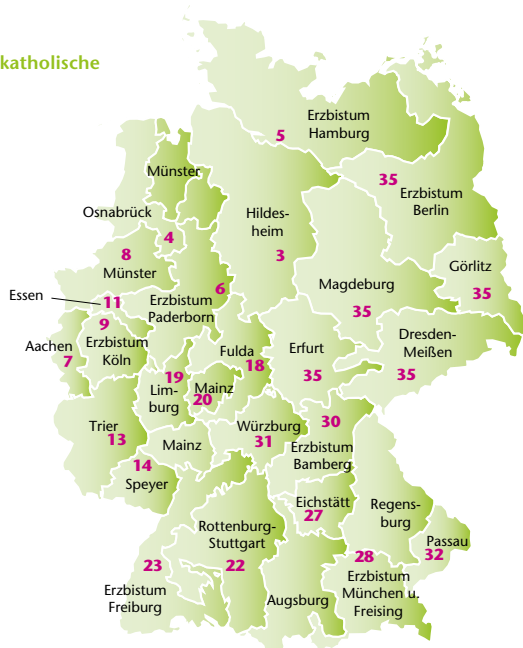 katholische
Erzbistum
Hamburg
5
Münster
35
Erzbistum
Berlin
Osnabrück
4
Hildes-
heim
3
8
Münster
Görlitz
35
Essen
11
6
Erzbistum
Paderborn
Magdeburg
35
9
Aachen
7
Erzbistum
Köln
Fulda
18
Erfurt
35
Dresden-
Meißen
35
19
Lim-
burg
Mainz
20
Trier
13
Mainz
Würzburg
31
30
Erzbistum
Bamberg
14
Speyer
Eichstätt
27
Regens-
burg
Rottenburg-
Stuttgart
22
Passau
32
23
Erzbistum
Freiburg
Augsburg
28
Erzbistum
München u.
Freising